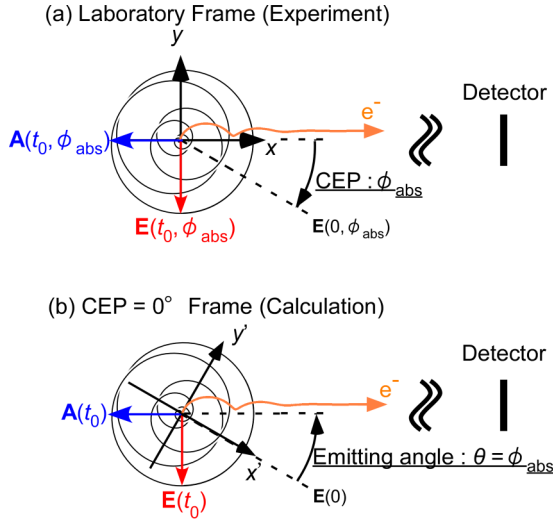 (a) Laboratory Frame (Experiment)
y
Detector
e-
A(t0, ϕabs)
x
CEP : ϕabs
E(t0, ϕabs)
E(0, ϕabs)
(b) CEP = 0° Frame (Calculation)
y'
Detector
e-
A(t0)
x'
Emitting angle : θ = ϕabs
E(t0)
E(0)